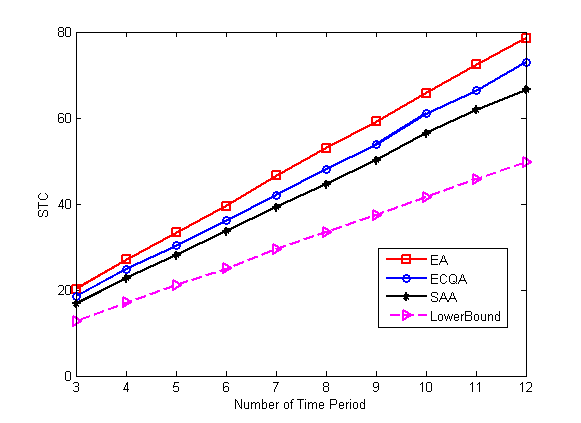 80
60
40
20
0
STC
EA
ECQA
SAA
LowerBound
3 4 5 6 7 8 9 10 11 12
Number of Time Period